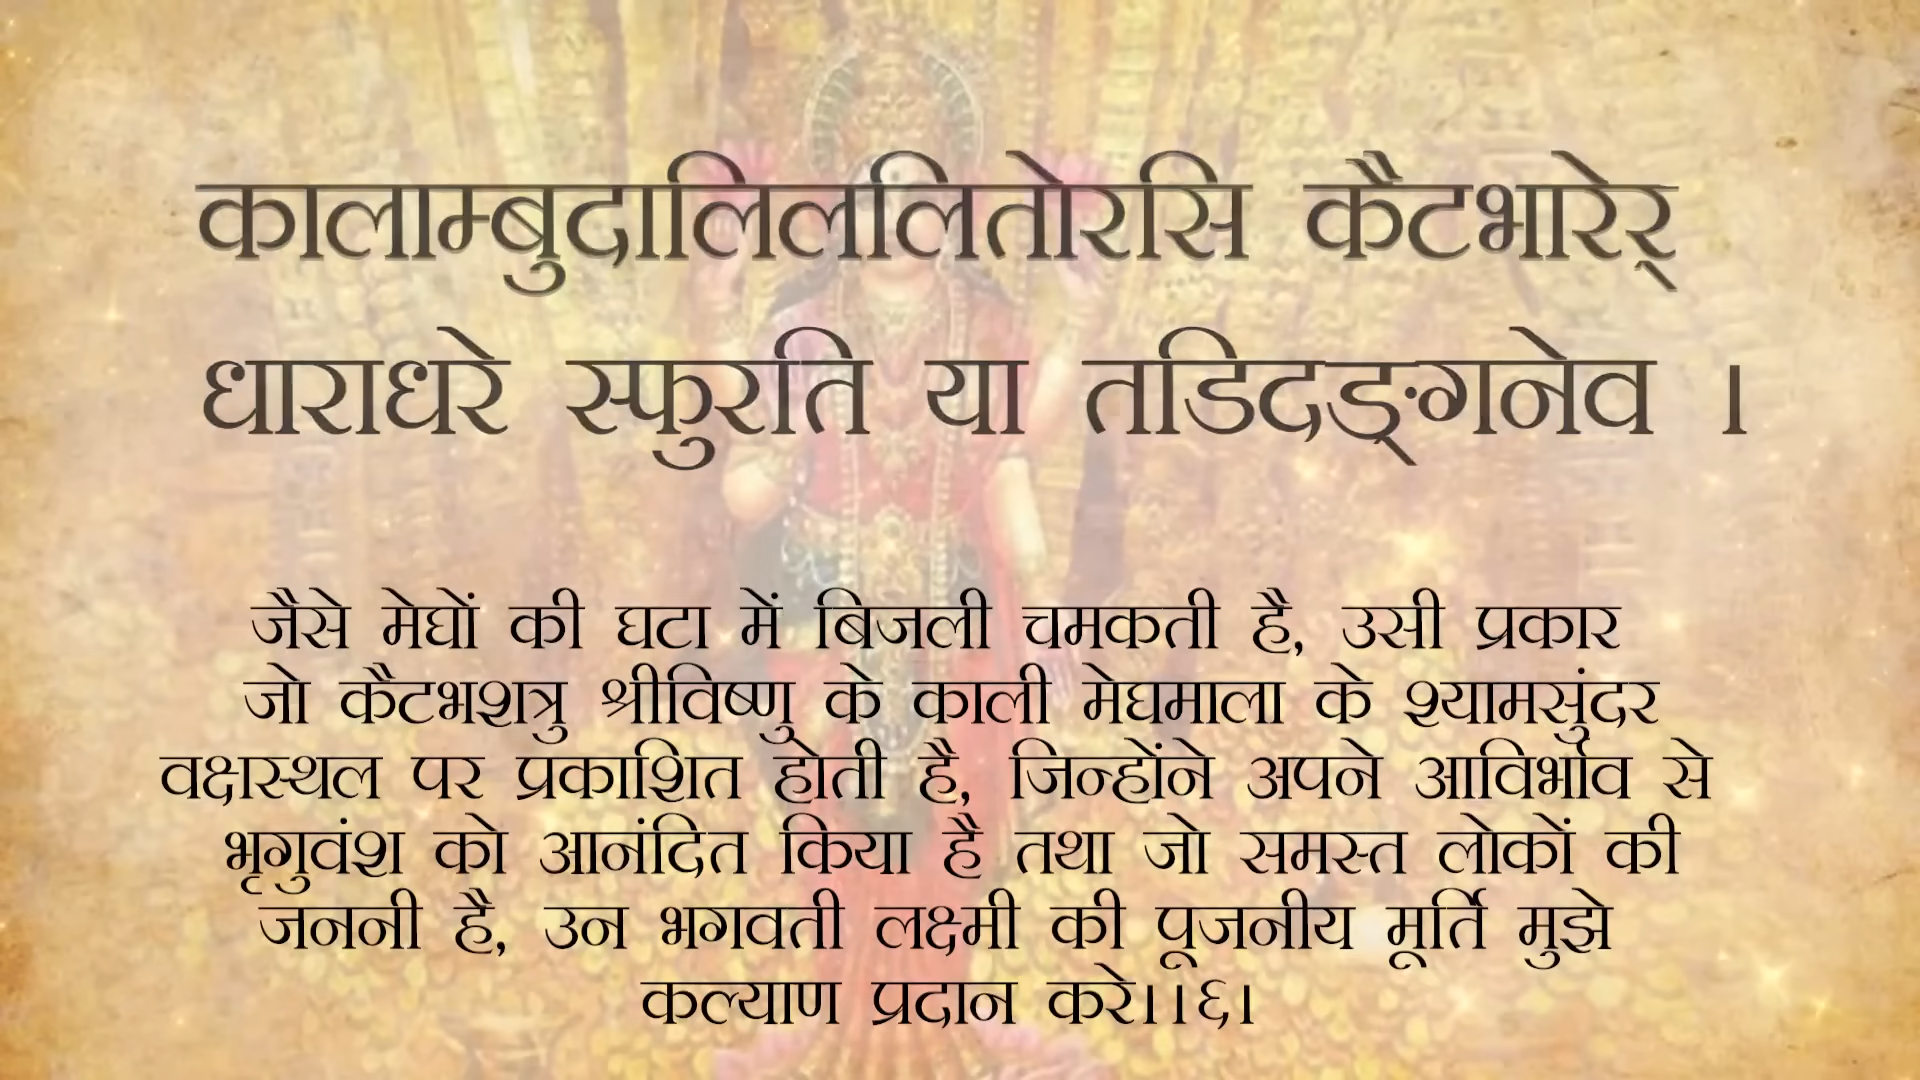 कालाम्बुदालिललितोरसि कैटभारेर्
धाराधरे स्फुरति या तडिदङ्गनेव ।
जैसे मेघों की घटा में बिजली चमकती है, उसी प्रकार
जो कैटभशत्रु श्रीविष्णु के काली मेघमाला के श्यामसुंदर
वक्षस्थल पर प्रकाशित होती है, जिन्होंने अपने आविर्भाव से
भृगुवंश को आनंदित किया है तथा जो समस्त लोकों की
जननी है, उन भगवती लक्ष्मी की पूजनीय मूर्ति मुझे
कल्याण प्रदान करे।।६।